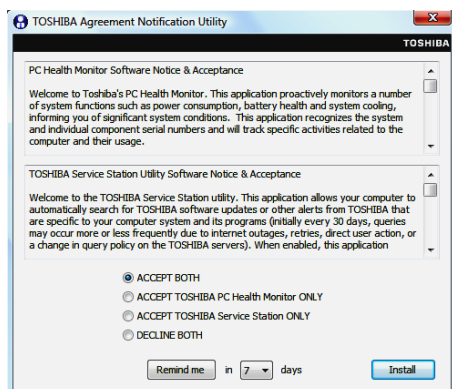 TOSHIBA Agreement Notification Utility
TOSHIBA
PC Health Monitor Software Notice & Acceptance
Welcome to Toshiba's PC Health Monitor. This application proactively monitors a number
of system functions such as power consumption, battery health and system cooling,
informing you of significant system conditions. This application recognizes the system
and individual component serial numbers and will track specific activities related to the
computer and their usage.
TOSHIBA Service Station Utility Software Notice & Acceptance
Welcome to the TOSHIBA Service Station utility. This application allows your computer to
automatically search for TOSHIBA software updates or other alerts from TOSHIBA that
are specific to your computer system and its programs (initially every 30 days, queries
may occur more or less frequently due to internet outages, retries, direct user action, or
a change in query policy on the TOSHIBA servers). When enabled, this application
ACCEPT BOTH
ACCEPT TOSHIBA PC Health Monitor ONLY
ACCEPT TOSHIBA Service Station ONLY
DECLINE BOTH
Remind me in 7 days Install